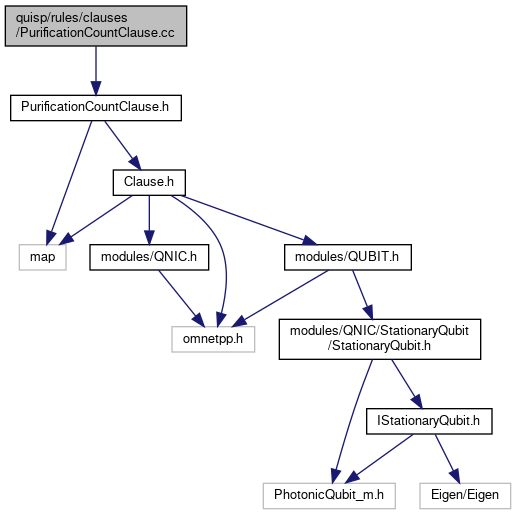 quisp/rules/clauses
/PurificationCountClause.cc
PurificationCountClause.h
Clause.h
map
modules/QNIC.h
modules/QUBIT.h
omnetpp.h
modules/QNIC/StationaryQubit
/StationaryQubit.h
IStationaryQubit.h
PhotonicQubit_m.h
Eigen/Eigen